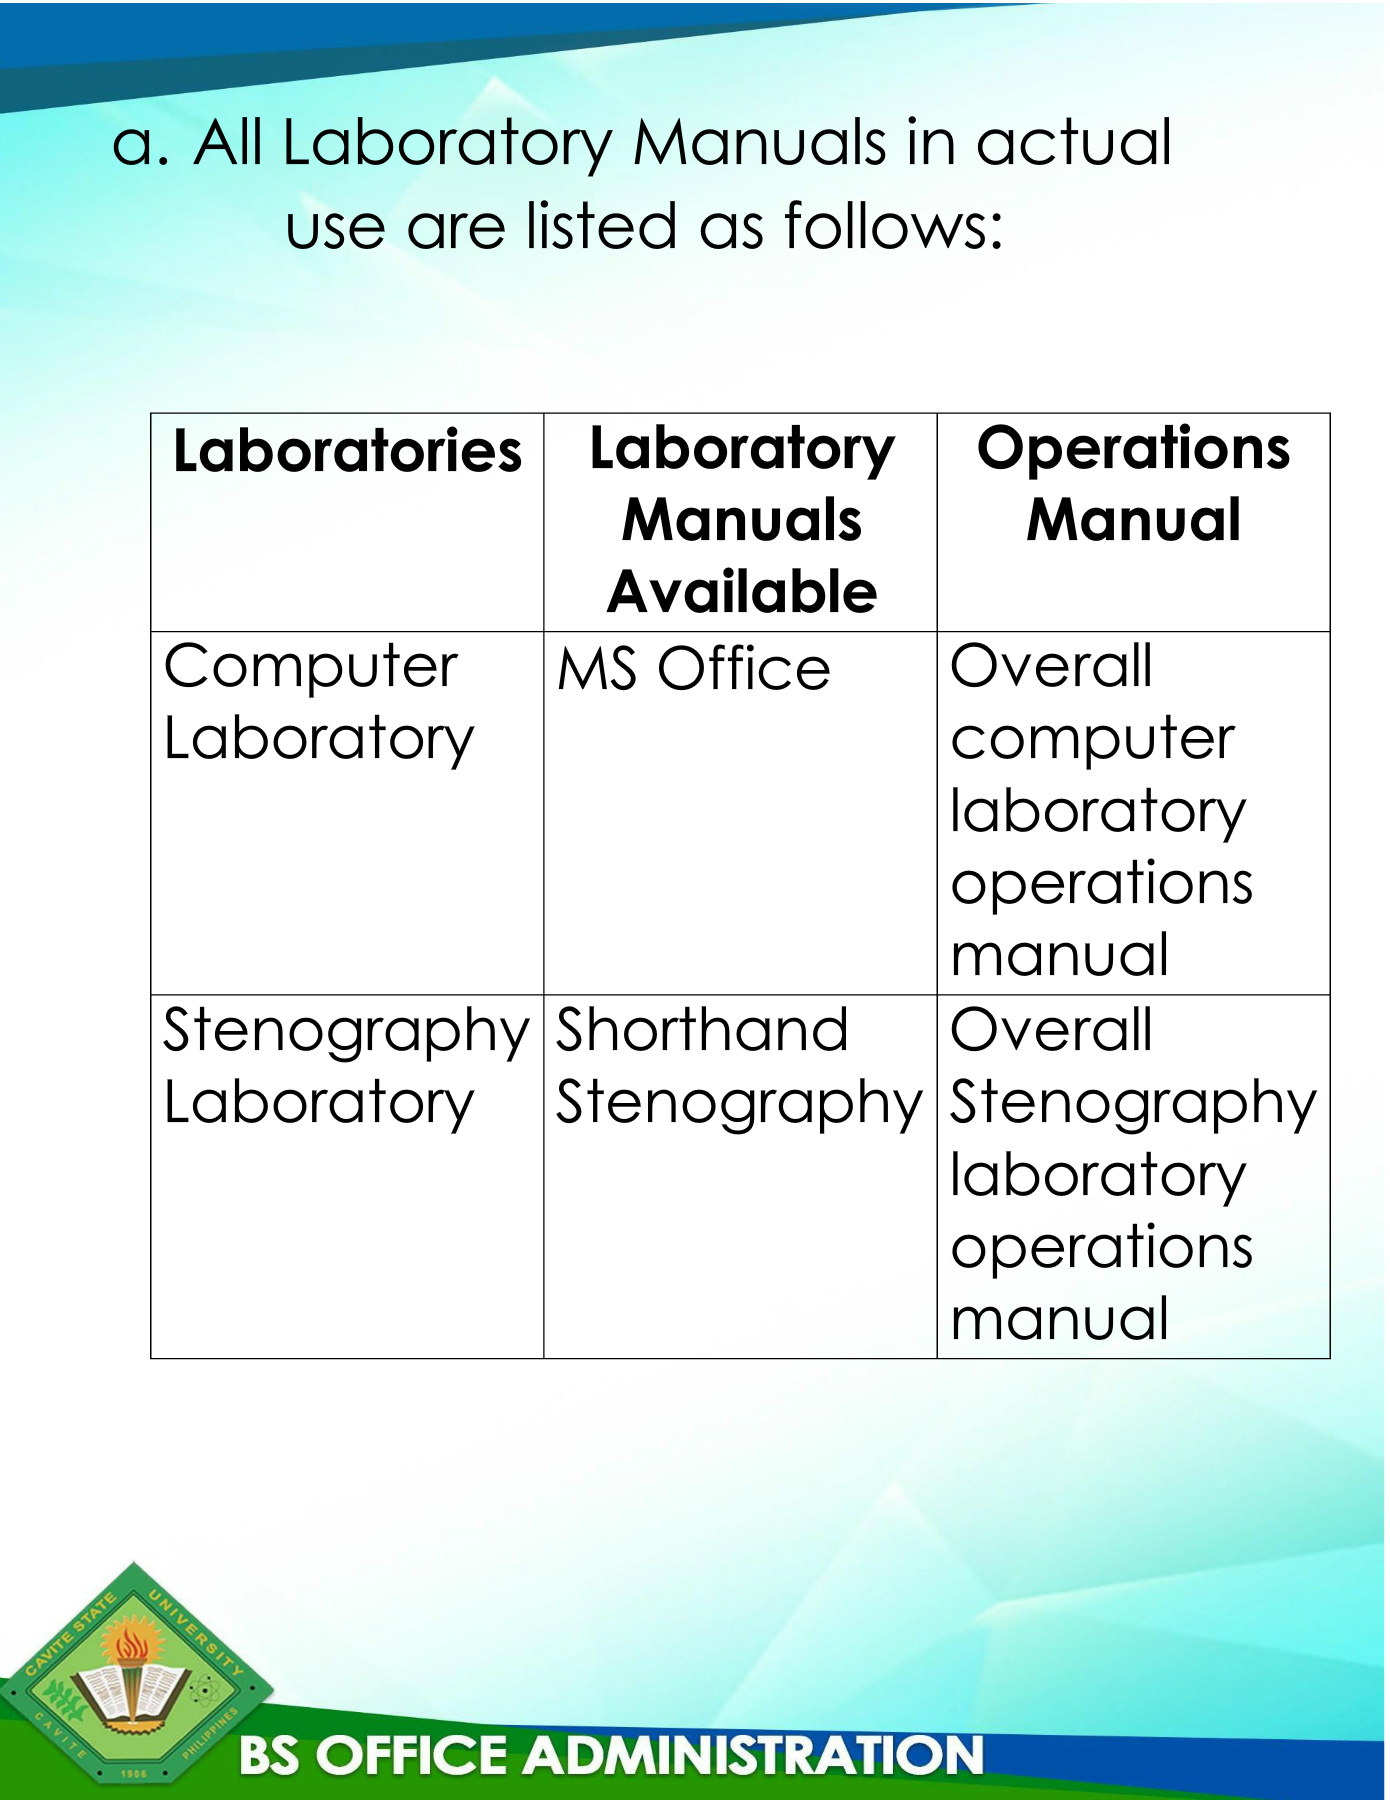 a. All Laboratory Manuals in actual
use are listed as follows:
Laboratories
Laboratory
Manuals
Available
Operations
Manual
Computer
Laboratory
MS Office
Overall
computer
laboratory
operations
manual
Stenography
Laboratory
Shorthand
Stenography
Overall
Stenography
laboratory
operations
manual
CAVITE STATE UNIVERSITY
CAVITE
1906
PHILIPPINES
BS OFFICE ADMINISTRATION